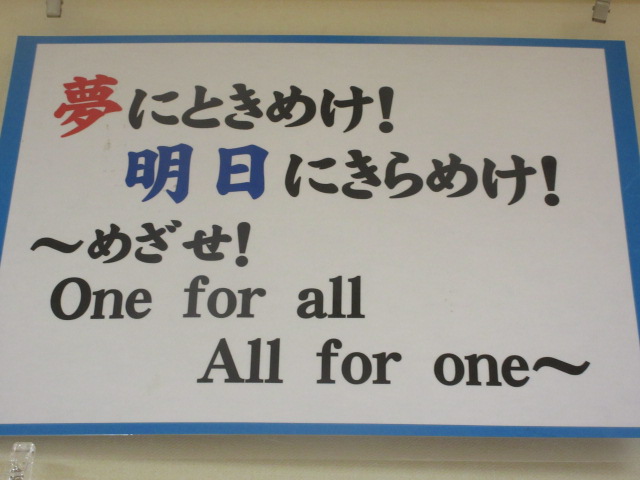 夢にときめけ!
明日にきらめけ!
～めざせ!
One for all
All for one～